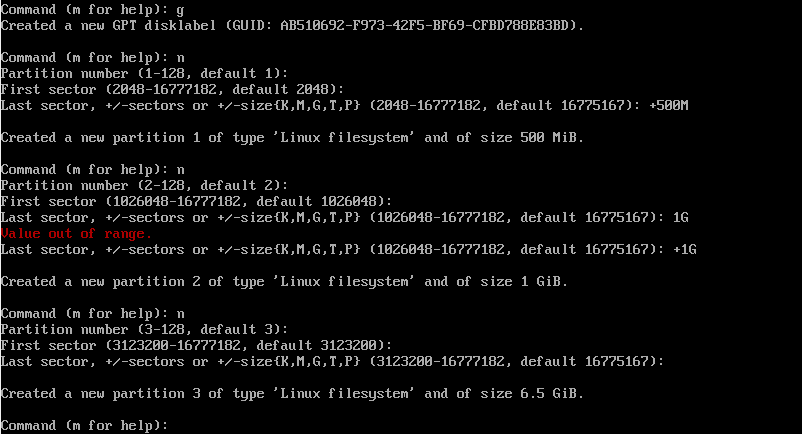 Command (m for help): g
Created a new GPT disklabel (GUID: AB510692-F973-42F5-BF69-CFBD788E83BD).
Command (m for help): n
Partition number (1-128, default 1):
First sector (2048-16777182, default 2048):
Last sector, +/-sectors or +/-size{K,M,G,T,P} (2048-16777182, default 16775167): +500M
Created a new partition 1 of type 'Linux filesystem' and of size 500 MiB.
Command (m for help): n
Partition number (2-128, default 2):
First sector (1026048-16777182, default 1026048):
Last sector, +/-sectors or +/-size{K,M,G,T,P} (1026048-16777182, default 16775167): 1G
Value out of range.
Last sector, +/-sectors or +/-size{K,M,G,T,P} (1026048-16777182, default 16775167): +1G
Created a new partition 2 of type 'Linux filesystem' and of size 1 GiB.
Command (m for help): n
Partition number (3-128, default 3):
First sector (3123200-16777182, default 3123200):
Last sector, +/-sectors or +/-size{K,M,G,T,P} (3123200-16777182, default 16775167):
Created a new partition 3 of type 'Linux filesystem' and of size 6.5 GiB.
Command (m for help):